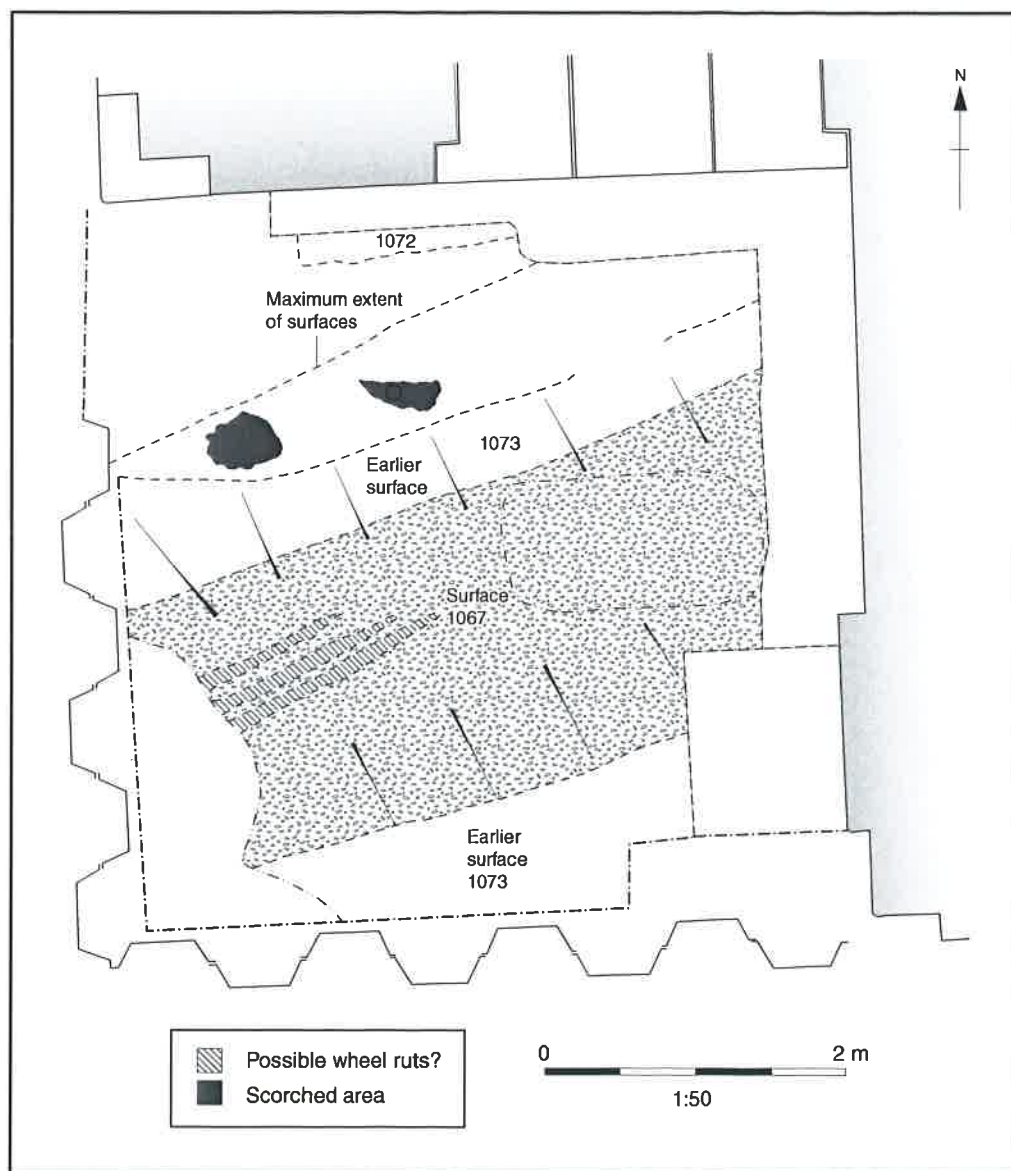 N
1072
Maximum extent
of surfaces
1073
Earlier
surface
Surface
1067
Earlier
surface
1073
Possible wheel ruts?
Scorched area
0 2 m
1:50